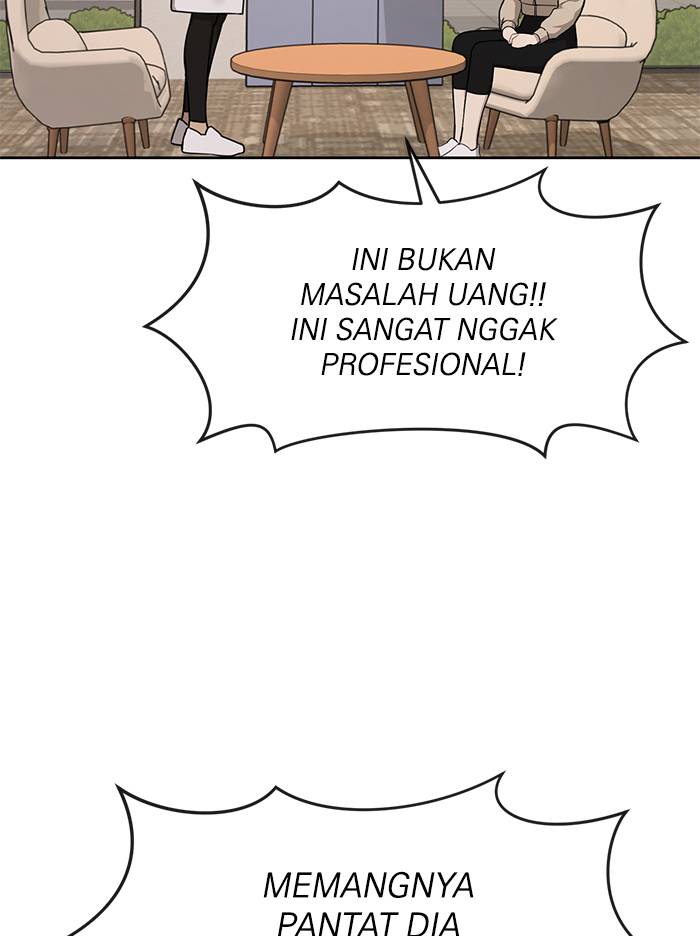 INI BUKAN
MASALAH UANG!!
INI SANGAT NGGAK
PROFESIONAL!
MEMANGNYA
PANTAT DIA